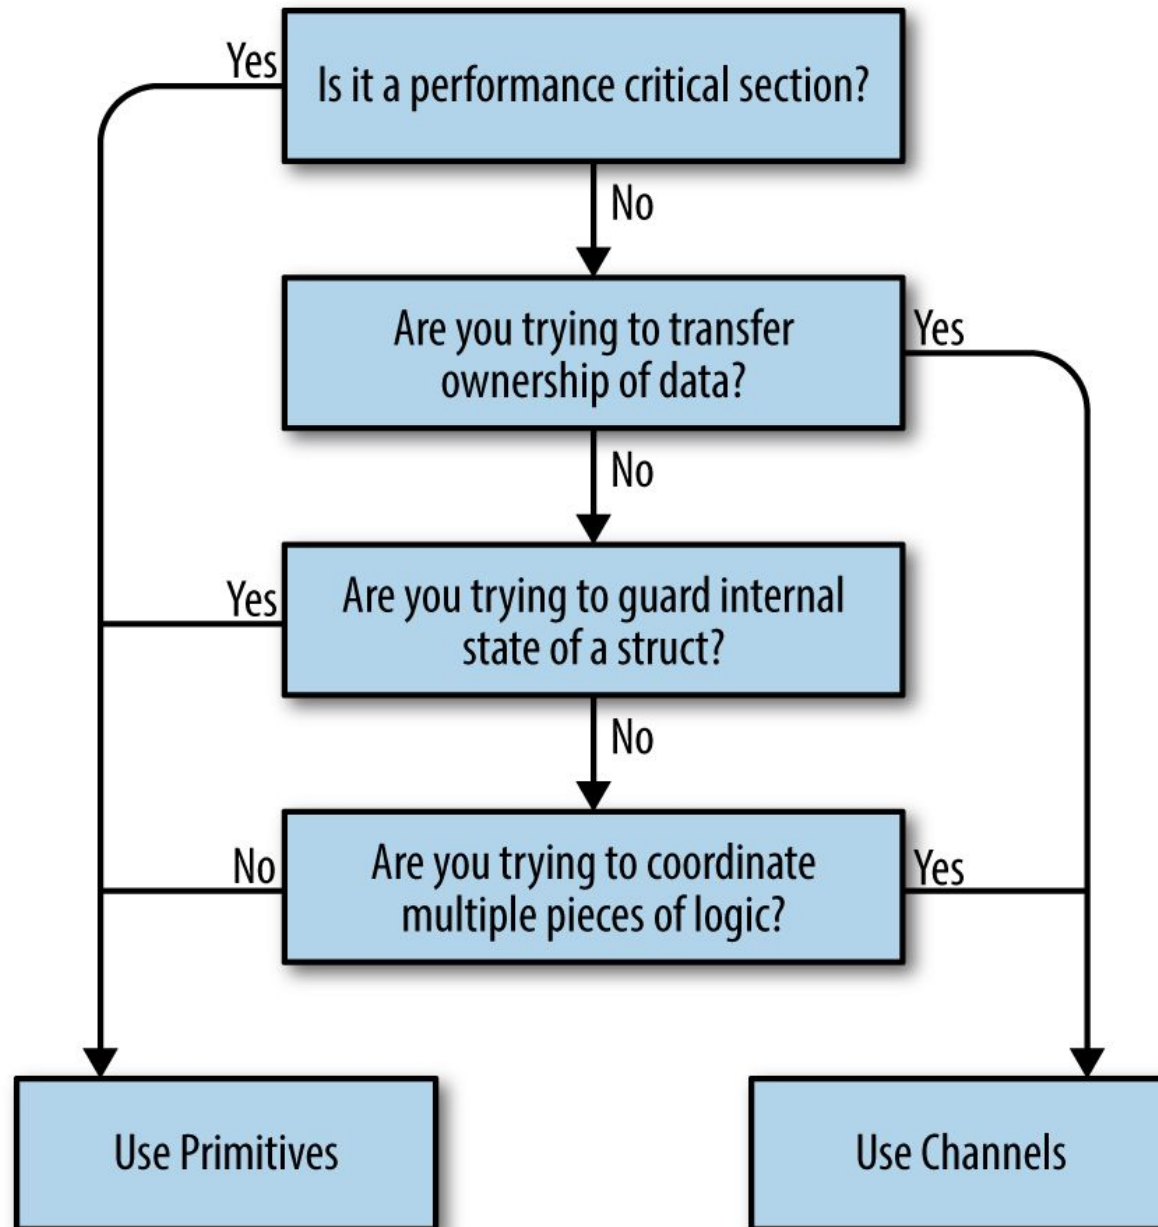 Yes
Is it a performance critical section?
No
Are you trying to transfer
ownership of data?
Yes
No
Yes
Are you trying to guard internal
state of a struct?
No
No
Are you trying to coordinate
multiple pieces of logic?
Yes
Use Primitives
Use Channels